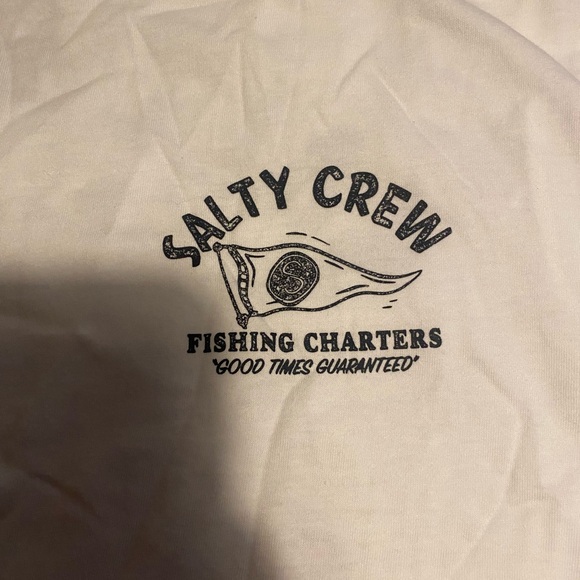 SALTY CREW
S
FISHING CHARTERS
"GOOD TIMES GUARANTEED"